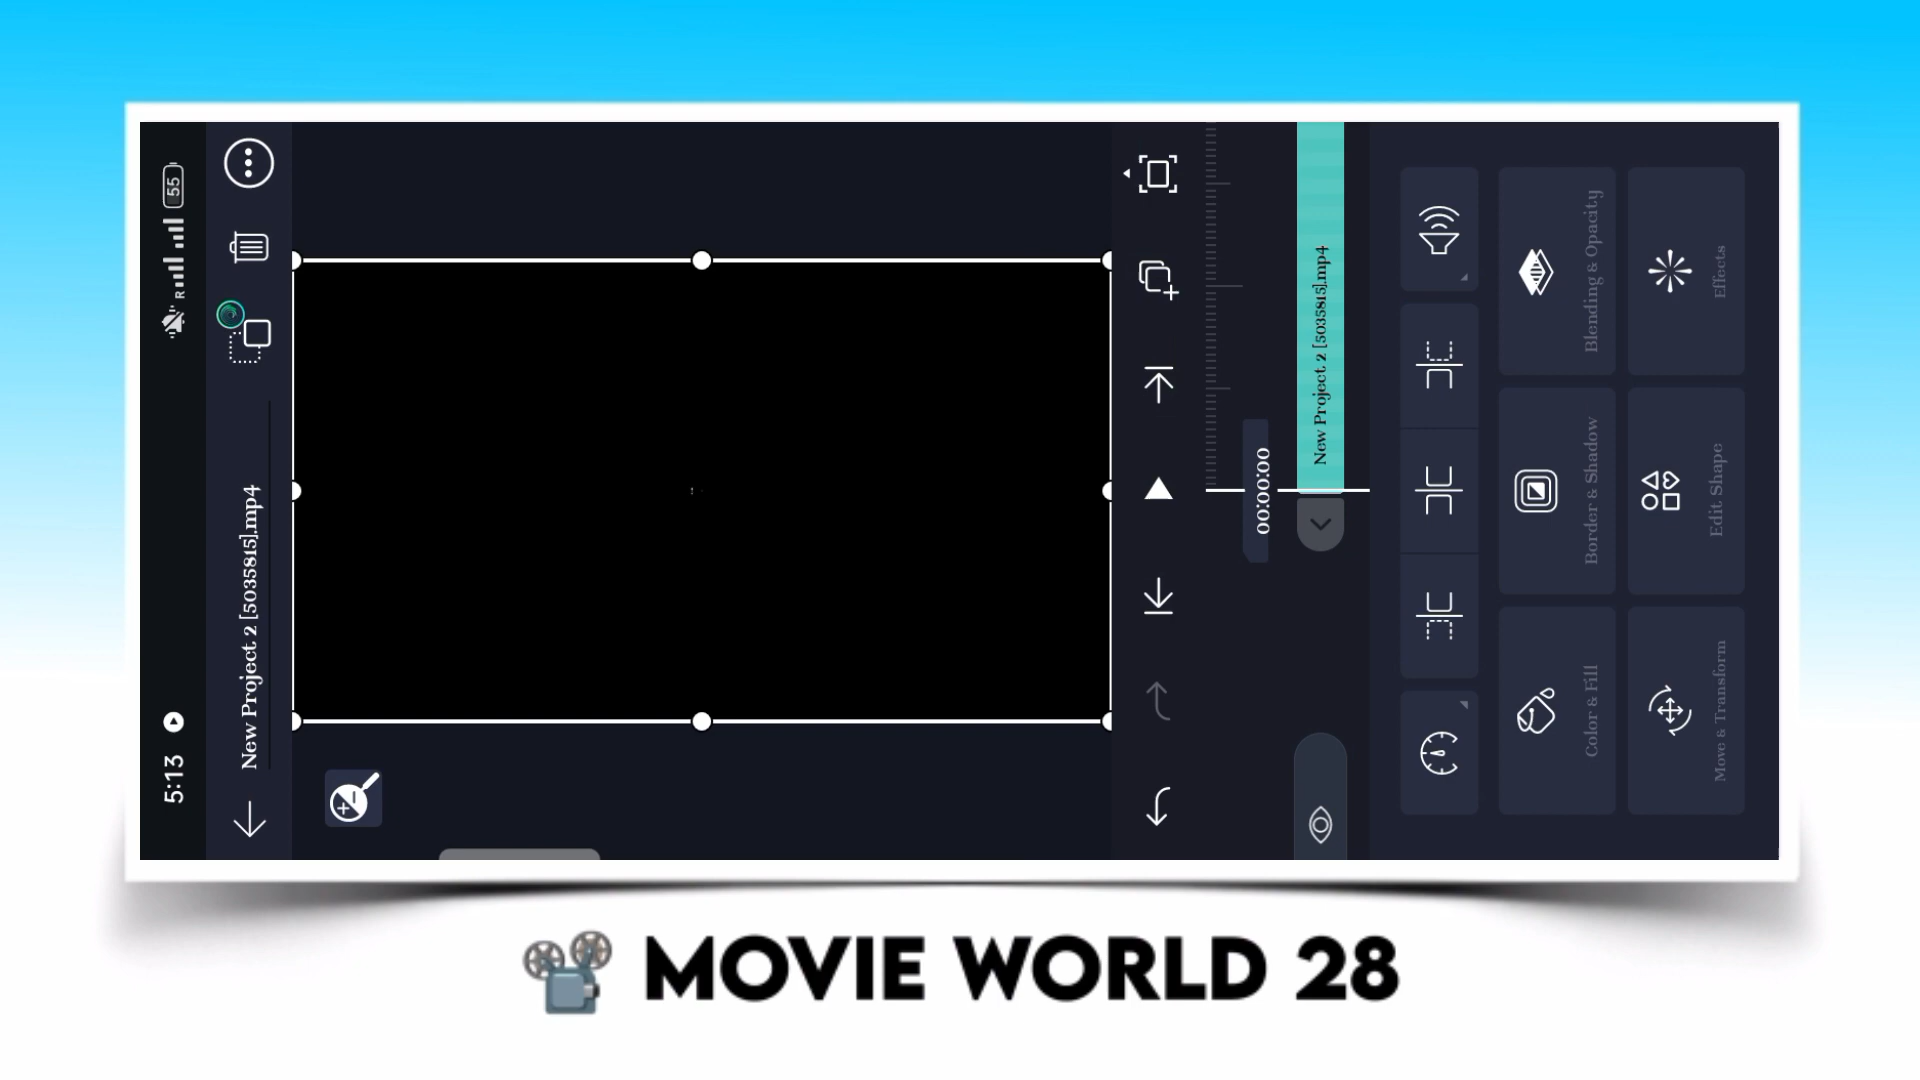 5:13
R
55
New Project 2 [5035815].mp4
00:00:00
New Project 2 [5035815].mp4
Color & Fill
Border & Shadow
Blending & Opacity
Move & Transform
Edit Shape
Effects
MOVIE WORLD 28